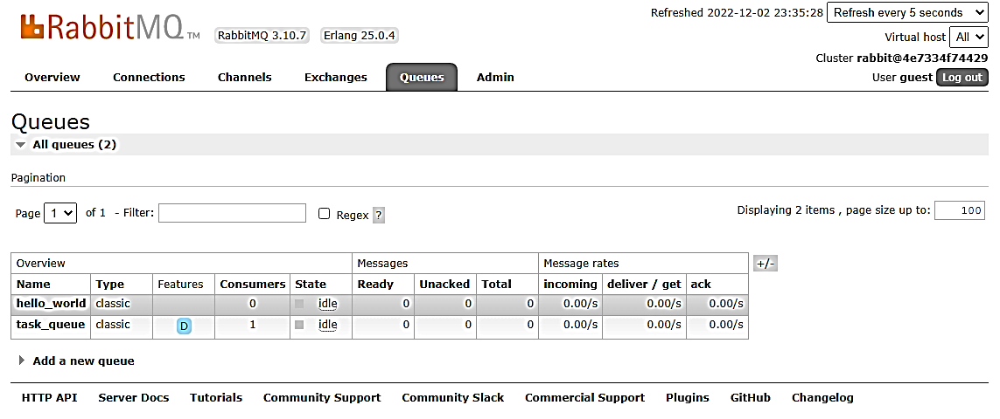 Refreshed 2022-12-02 23:35:28 Refresh every 5 seconds
RabbitMQ TM RabbitMQ 3.10.7 Erlang 25.0.4
Virtual host All
Cluster rabbit@4e7334f74429
User guest Log out
Overview Connections Channels Exchanges Queues Admin
Queues
All queues (2)
Pagination
Page 1 of 1 - Filter: Regex ? Displaying 2 items , page size up to: 100
Overview Messages Message rates +/-
Name Type Features Consumers State Ready Unacked Total incoming deliver / get ack
hello_world classic 0 idle 0 0 0 0.00/s 0.00/s 0.00/s
task_queue classic D 1 idle 0 0 0 0.00/s 0.00/s 0.00/s
Add a new queue
HTTP API Server Docs Tutorials Community Support Community Slack Commercial Support Plugins GitHub Changelog